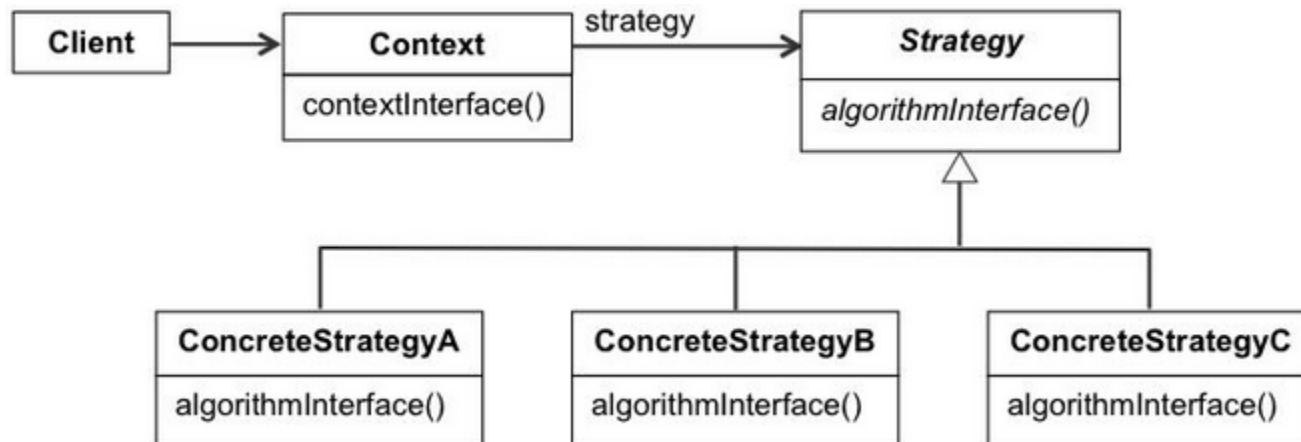 strategy
Client
Context
Strategy
contextInterface()
algorithmInterface()
ConcreteStrategyA
ConcreteStrategyB
ConcreteStrategyC
algorithmInterface()
algorithmInterface()
algorithmInterface()